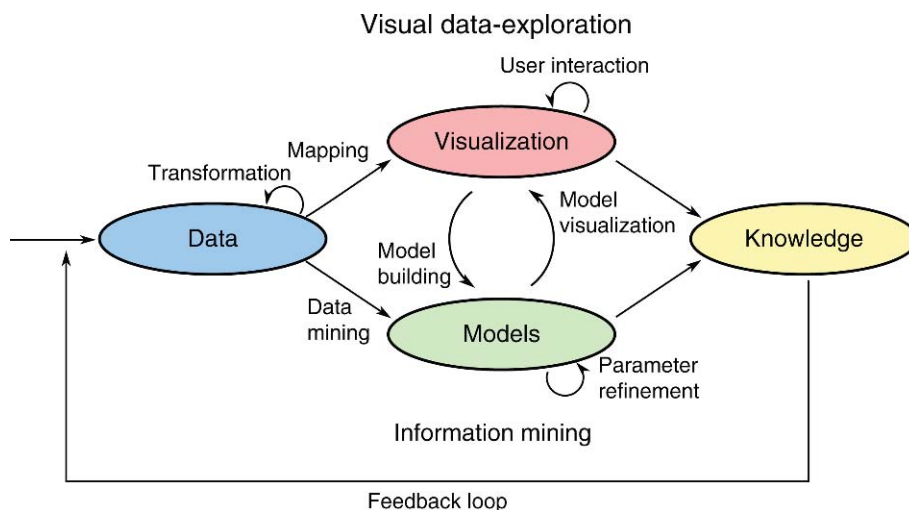 Visual data-exploration
User interaction
Visualization
Mapping
Transformation
Data
Model
building
Model
visualization
Knowledge
Data
mining
Models
Parameter
refinement
Information mining
Feedback loop